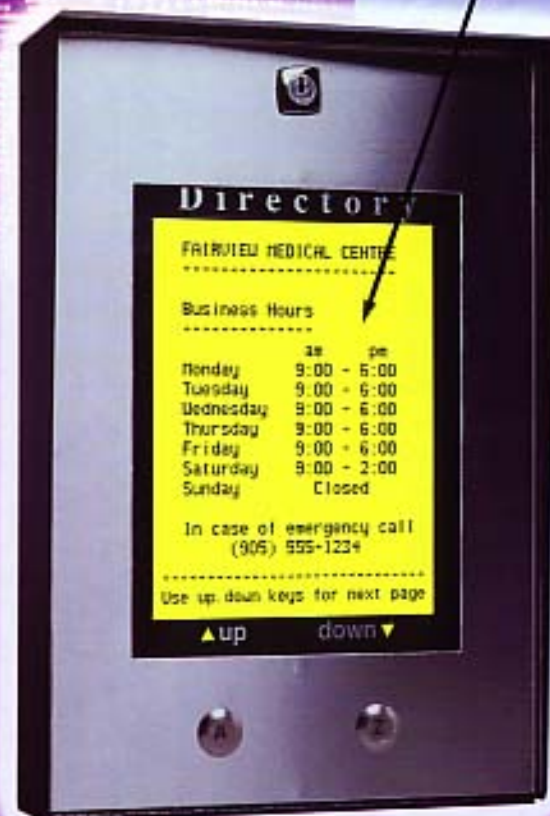 Directory
FAIRVIEW MEDICAL CENTRE
--------------------
Business Hours
------------
am pm
Monday 9:00 - 6:00
Tuesday 9:00 - 6:00
Wednesday 9:00 - 6:00
Thursday 9:00 - 6:00
Friday 9:00 - 6:00
Saturday 9:00 - 2:00
Sunday Closed
In case of emergency call
(905) 555-1234
-------------------------
Use up.down keys for next page
▲up down▼
A Z